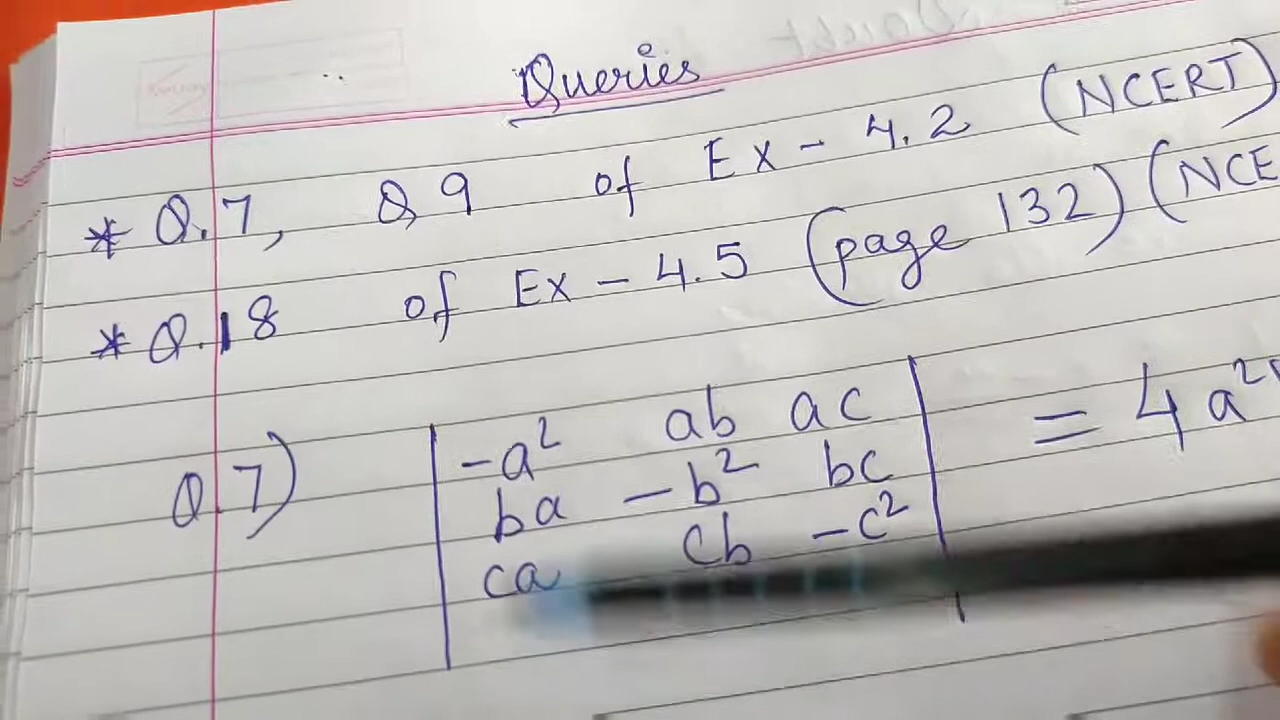 Queries
* Q.7, Q9 of Ex - 4.2 (NCERT)
* Q.18 of Ex - 4.5 (page 132) (NCE
Q.7) -a² ab ac = 4a²
ba -b² bc
ca cb -c²